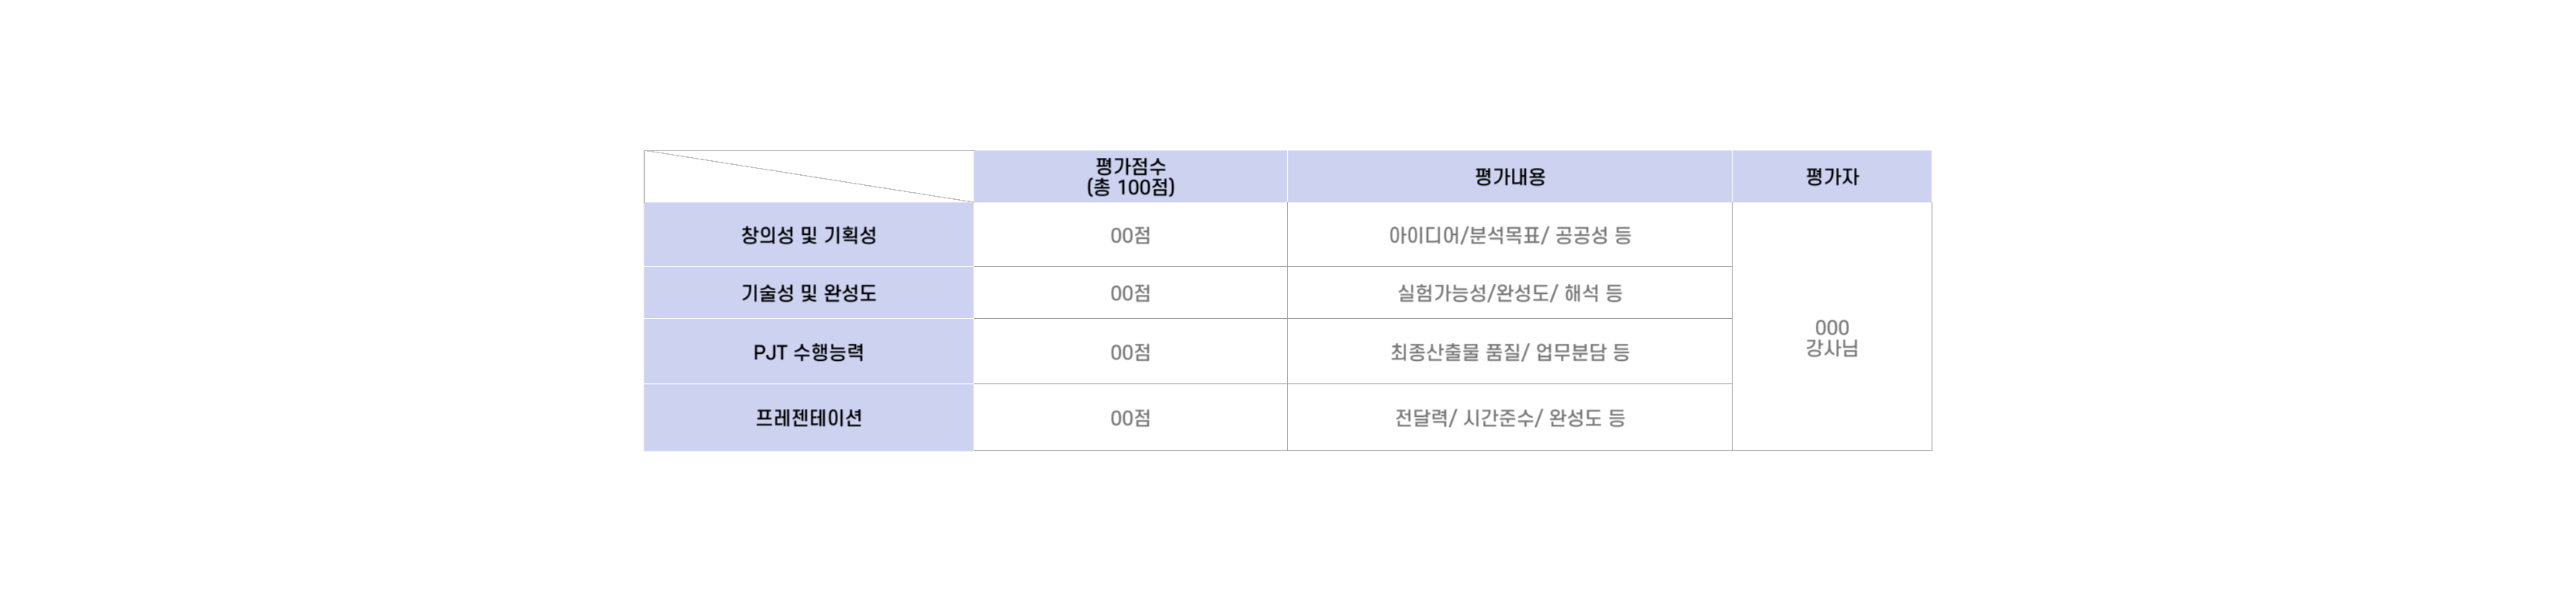 평가점수
(총 100점)
평가내용
평가자
창의성 및 기획성
00점
아이디어/분석목표/ 공공성 등
기술성 및 완성도
00점
실험가능성/완성도/ 해석 등
PJT 수행능력
00점
최종산출물 품질/ 업무분담 등
000
강사님
프레젠테이션
00점
전달력/ 시간준수/ 완성도 등